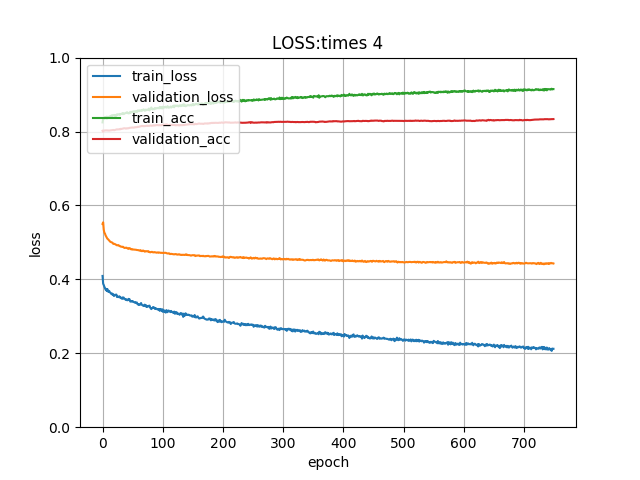 LOSS:times 4
1.0
0.8
0.6
0.4
0.2
0.0
loss
train_loss
validation_loss
train_acc
validation_acc
0 100 200 300 400 500 600 700
epoch